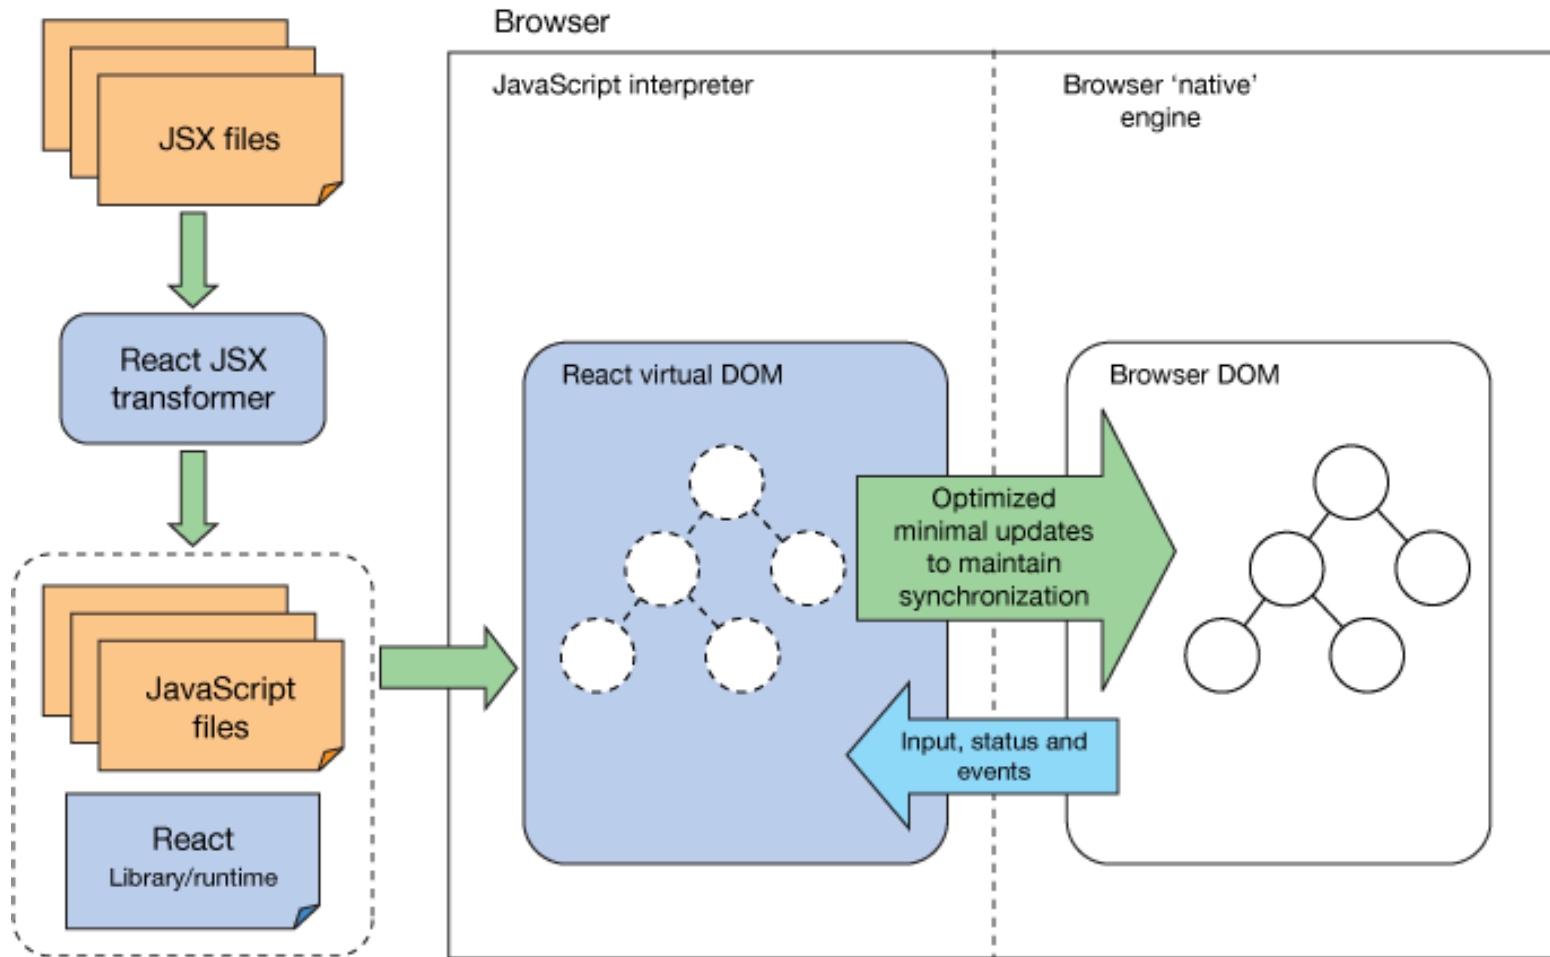 Browser
JSX files
JavaScript interpreter
Browser ‘native’
engine
React JSX
transformer
React virtual DOM
Browser DOM
Optimized
minimal updates
to maintain
synchronization
JavaScript
files
Input, status and
events
React
Library/runtime